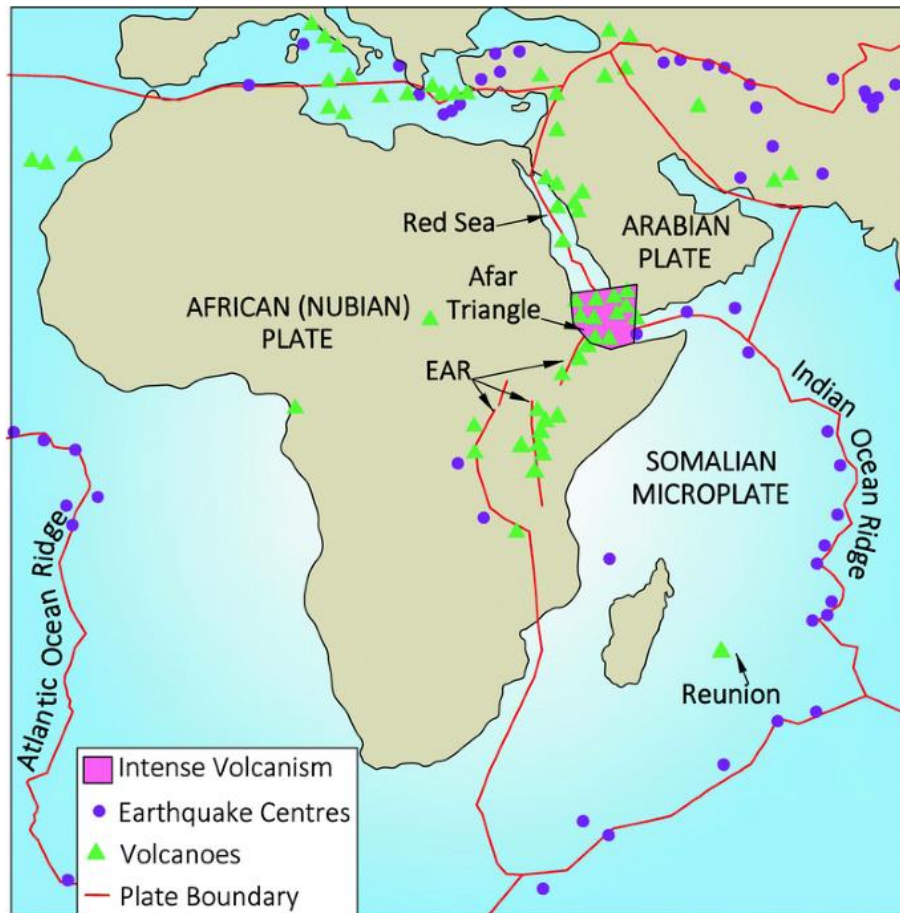 Red Sea
ARABIAN
PLATE
Afar
Triangle
AFRICAN (NUBIAN)
PLATE
EAR
Indian
Ocean Ridge
SOMALIAN
MICROPLATE
Atlantic Ocean Ridge
Reunion
Intense Volcanism
Earthquake Centres
Volcanoes
Plate Boundary